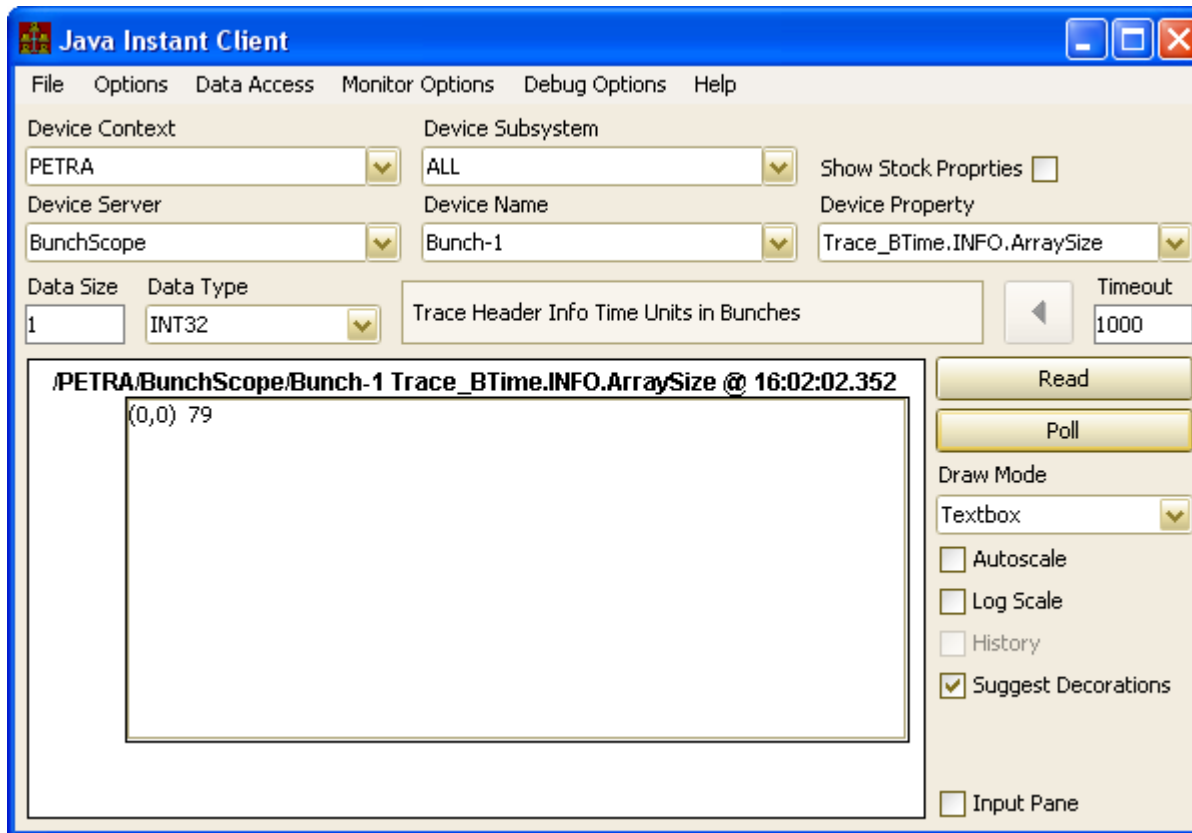 Java Instant Client
File Options Data Access Monitor Options Debug Options Help
Device Context Device Subsystem
PETRA ALL Show Stock Proprties
Device Server Device Name Device Property
BunchScope Bunch-1 Trace_BTime.INFO.ArraySize
Data Size Data Type Timeout
1 INT32 Trace Header Info Time Units in Bunches 1000
/PETRA/BunchScope/Bunch-1 Trace_BTime.INFO.ArraySize @ 16:02:02.352
(0,0) 79
Read
Poll
Draw Mode
Textbox
Autoscale
Log Scale
History
Suggest Decorations
Input Pane